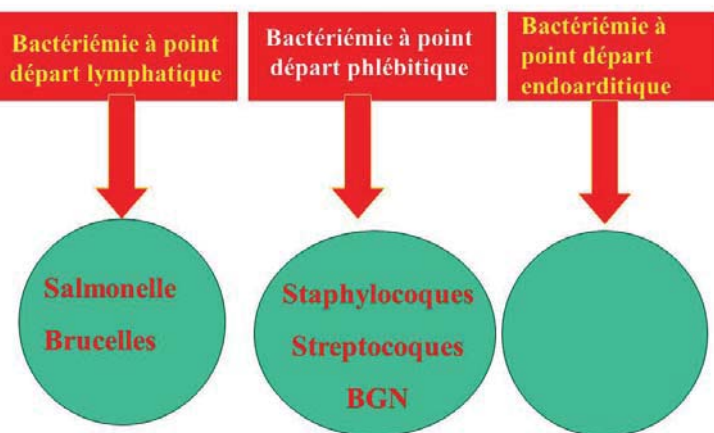 Bactériémie à point
départ lymphatique
Bactériémie à point
départ phlébitique
Bactériémie à
point départ
endoarditique
Salmonelle
Brucelles
Staphylocoques
Streptocoques
BGN